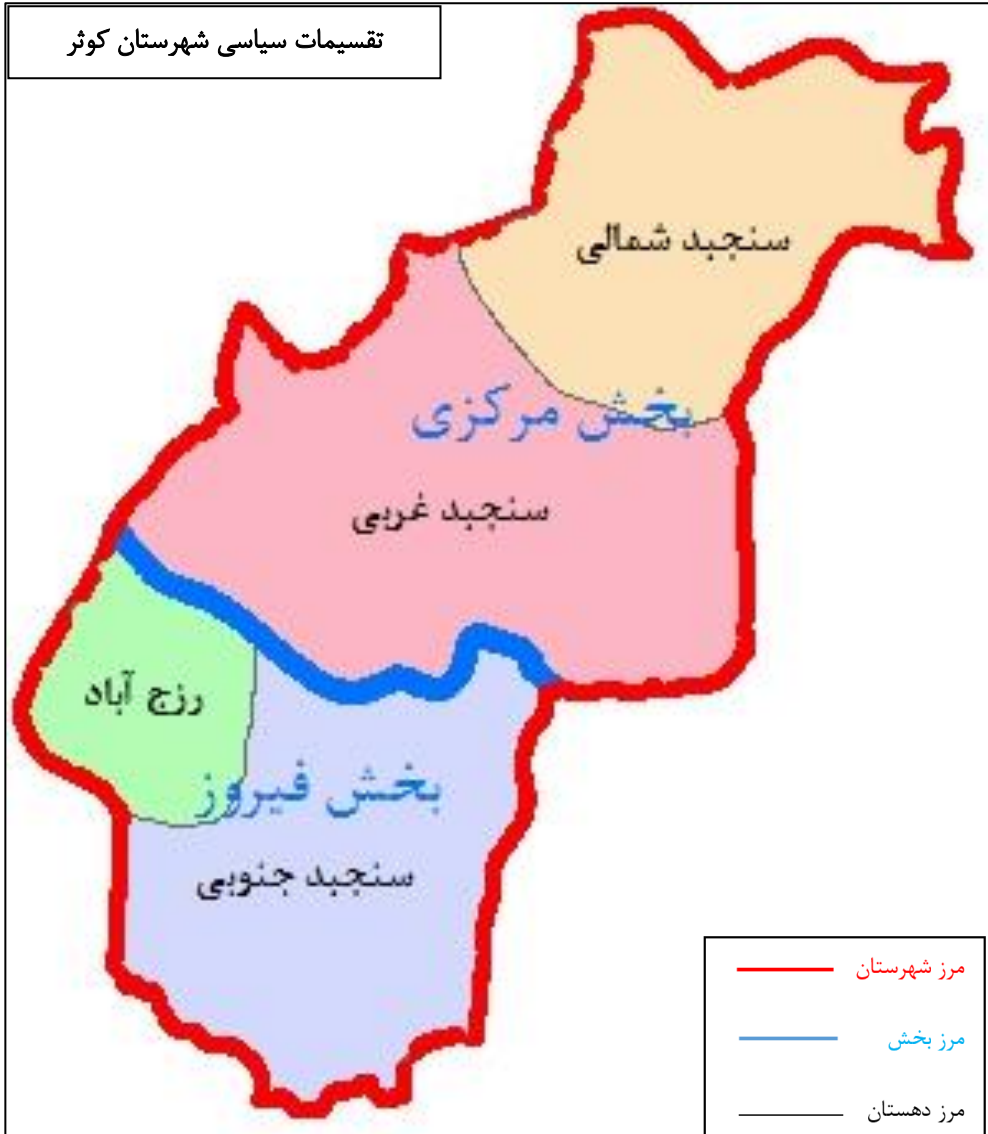 تقسیمات سیاسی شهرستان کوثر
سنجبد شمالی
بخش مرکزی
سنجبد غربی
رزج آباد
بخش فیروز
سنجبد جنوبی
مرز شهرستان
مرز بخش
مرز دهستان